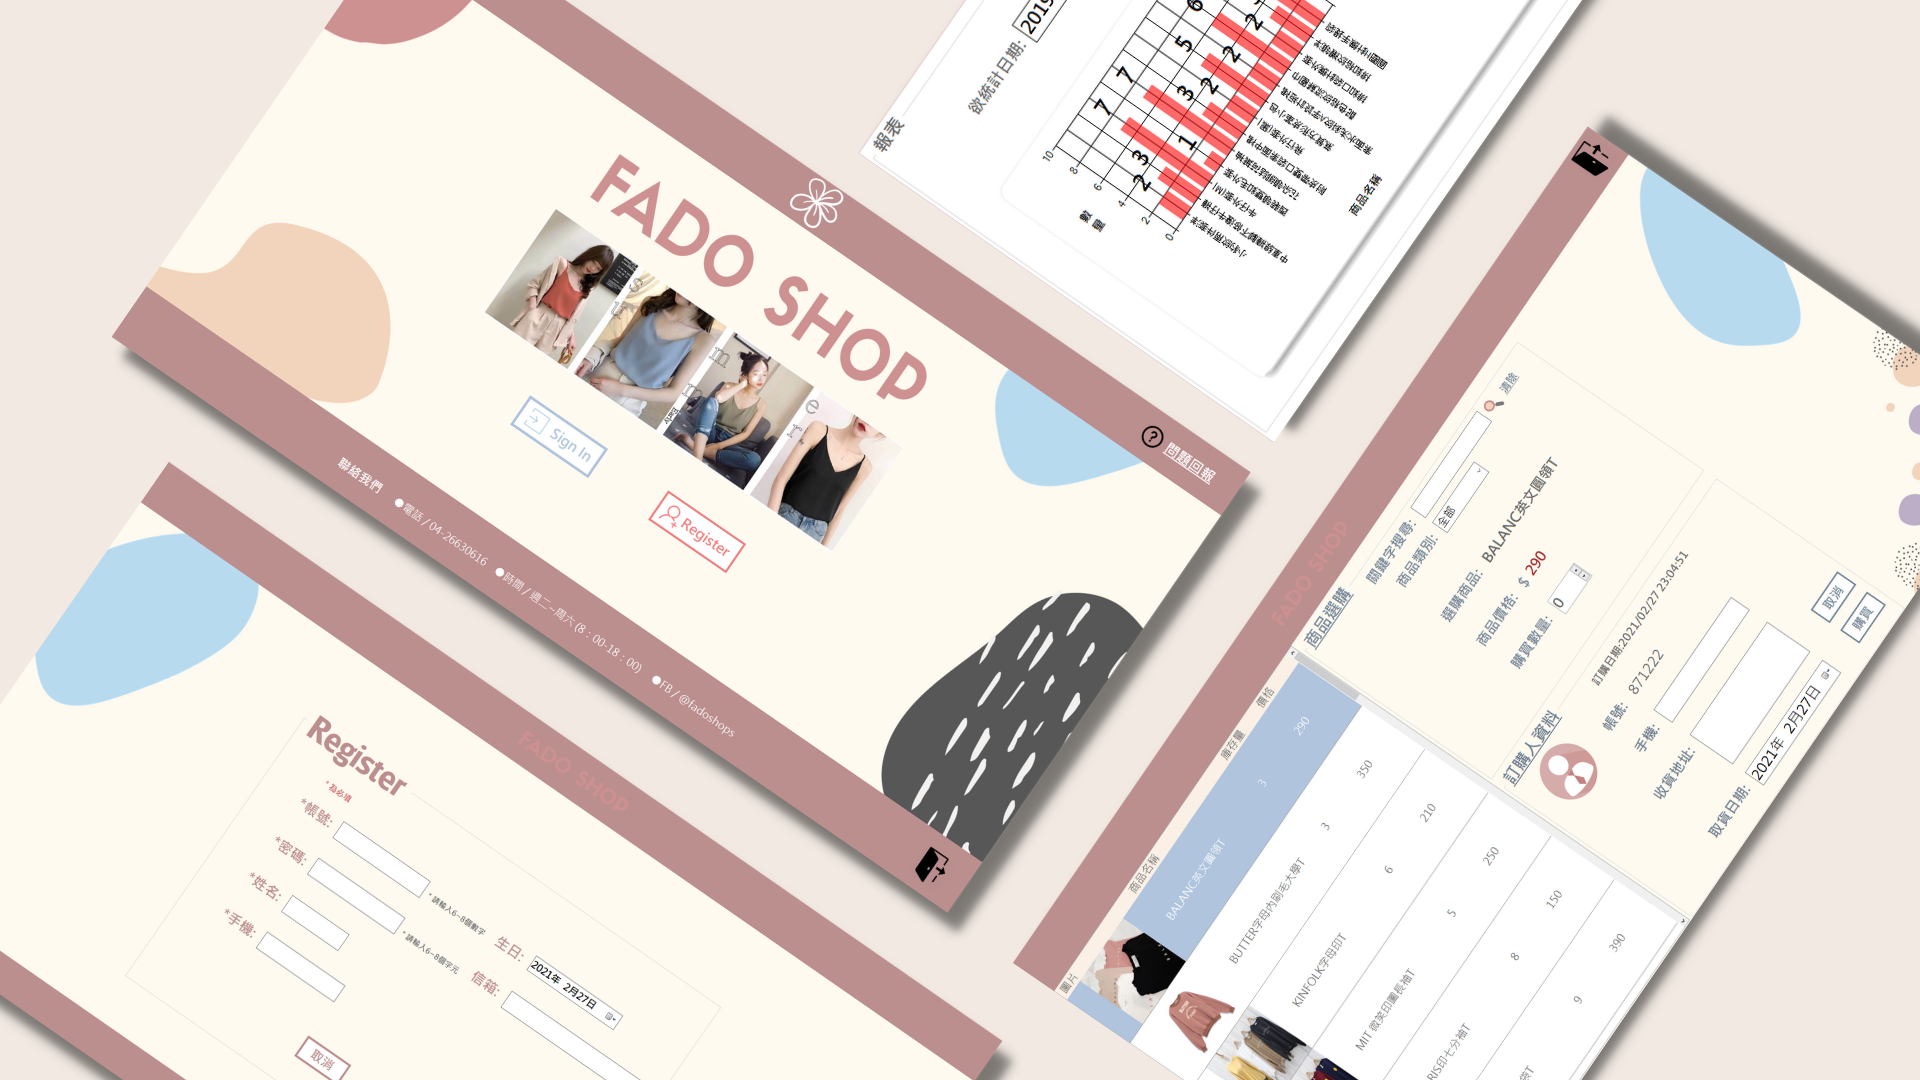 FADO SHOP
s
u
m
m
e
r
Sign In
Register
?
問題回報
聯絡我們
●電話 / 04-26630616
●時間 / 週二~周六 (8：00-18：00)
●FB / @fadoshops
FADO SHOP
Register
*為必填
*帳號:
*請輸入6~8個數字
*密碼:
*請輸入6~8個字元
*姓名:
生日:
2021年 2月27日
*手機:
信箱:
取消
報表
欲統計日期:
2019
數量
10
8
6
4
2
0
2
3
7
1
3
7
2
5
2
6
2
商品名稱
FADO SHOP
商品選購
關鍵字搜尋:
清除
商品類別:
全部
選購商品:
BALANC英文圓領T
商品價格:
$ 290
購買數量:
0
訂購人資料
訂購日期:2021/02/27 23:04:51
帳號:
871222
手機:
收貨地址:
取貨日期:
2021年 2月27日
取消
購買
圖片
商品名稱
庫存量
價格
BALANC英文圓領T
3
290
BUTTER字母內刷毛大學T
3
350
KINFOLK字母印T
6
210
MIT 微笑印圖長袖T
5
250
RIS印七分袖T
8
150
袋T
9
390